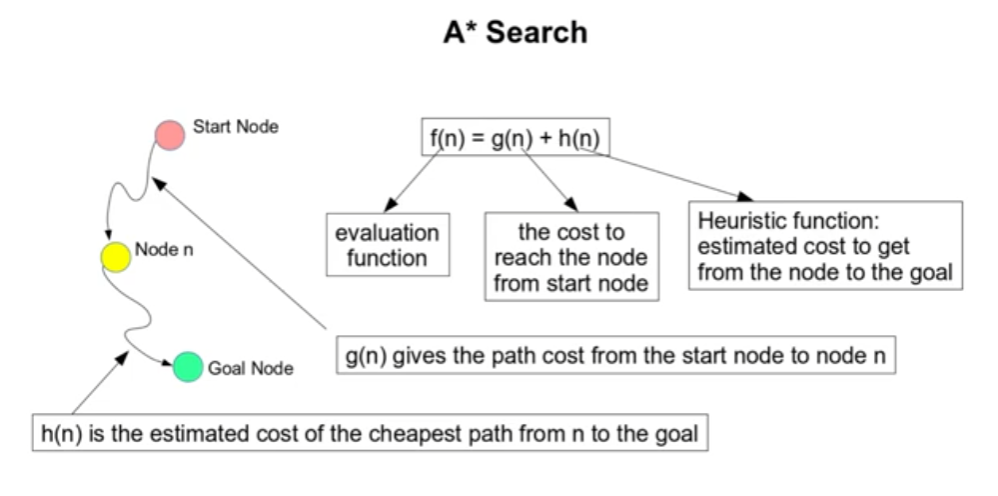 A* Search
Start Node
f(n) = g(n) + h(n)
evaluation
function
the cost to
reach the node
from start node
Heuristic function:
estimated cost to get
from the node to the goal
Node n
g(n) gives the path cost from the start node to node n
Goal Node
h(n) is the estimated cost of the cheapest path from n to the goal